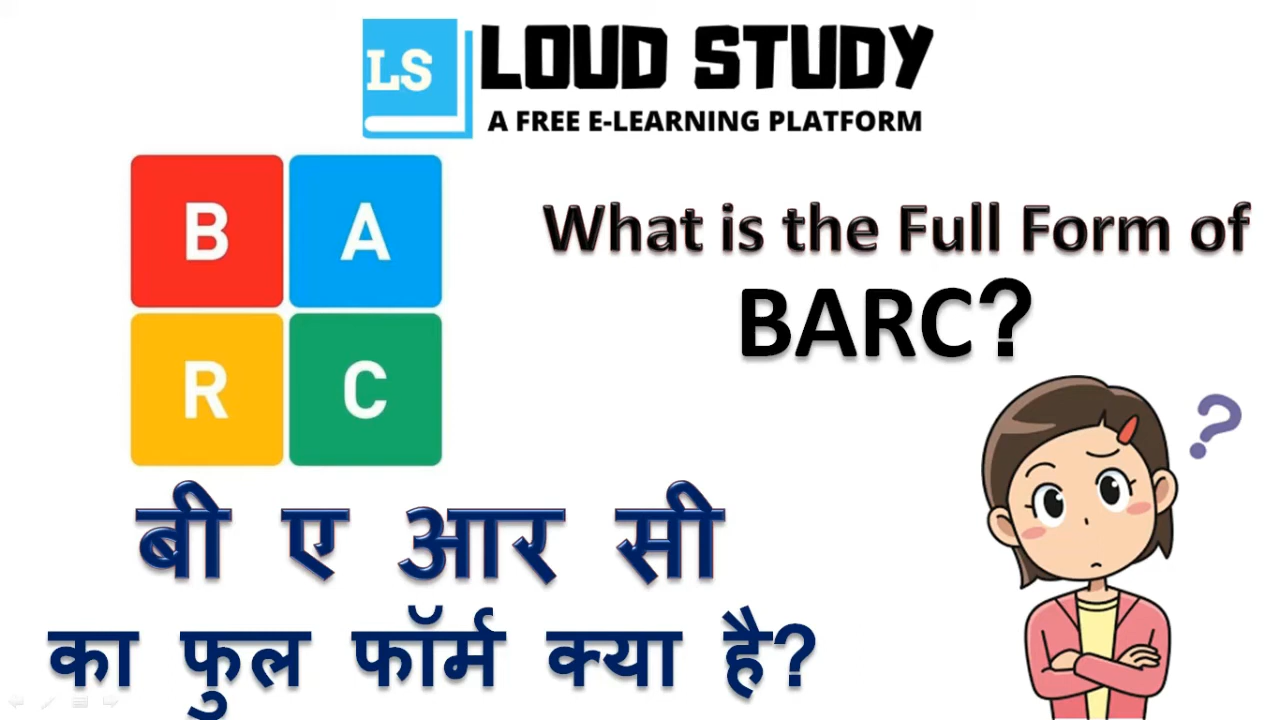 LS LOUD STUDY
A FREE E-LEARNING PLATFORM
B A
R C
What is the Full Form of
BARC?
?
बी ए आर सी
का फुल फॉर्म क्या है?